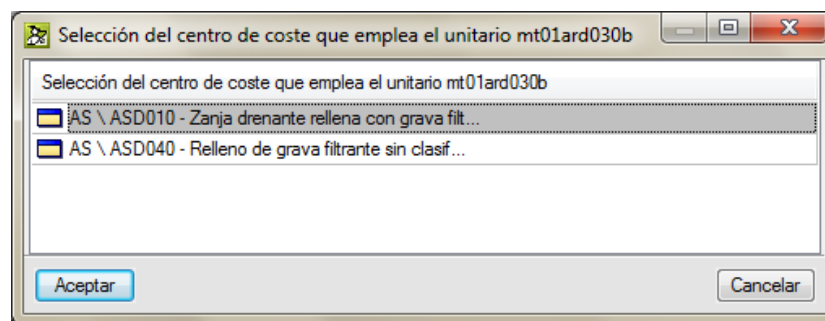 Selección del centro de coste que emplea el unitario mt01ard030b
Selección del centro de coste que emplea el unitario mt01ard030b
AS \ ASD010 - Zanja drenante rellena con grava filt...
AS \ ASD040 - Relleno de grava filtrante sin clasif...
Aceptar
Cancelar